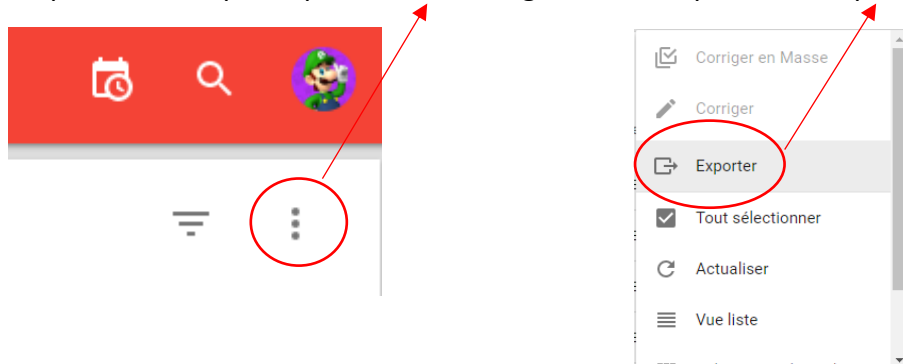 Corriger en Masse
Corriger
Exporter
Tout sélectionner
Actualiser
Vue liste